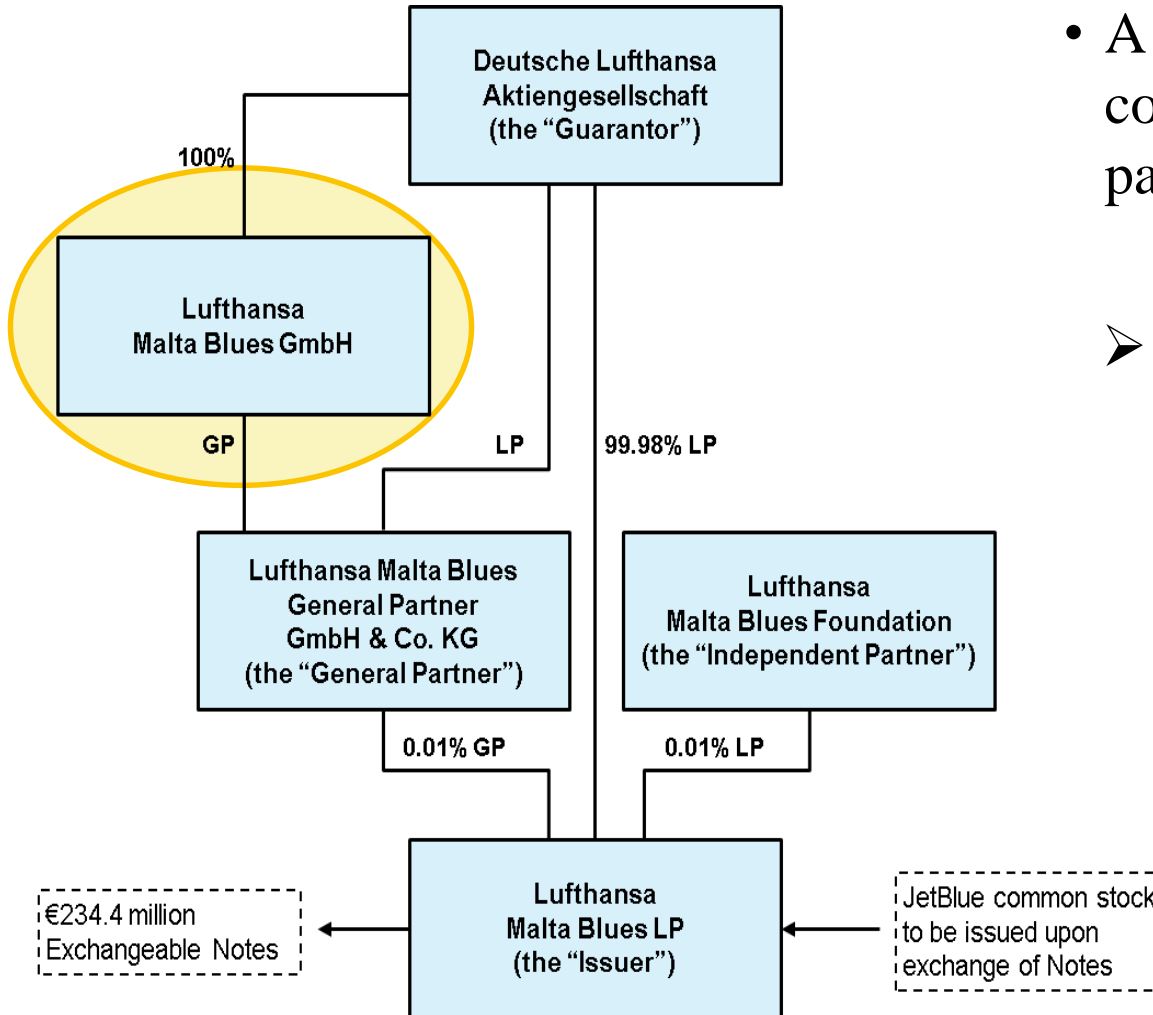 Deutsche Lufthansa
Aktiengesellschaft
(the “Guarantor”)
100%
Lufthansa
Malta Blues GmbH
GP
LP
99.98% LP
Lufthansa Malta Blues
General Partner
GmbH & Co. KG
(the “General Partner”)
Lufthansa
Malta Blues Foundation
(the “Independent Partner”)
0.01% GP
0.01% LP
Lufthansa
Malta Blues LP
(the “Issuer”)
€234.4 million
Exchangeable Notes
JetBlue common stock
to be issued upon
exchange of Notes
• A
➢